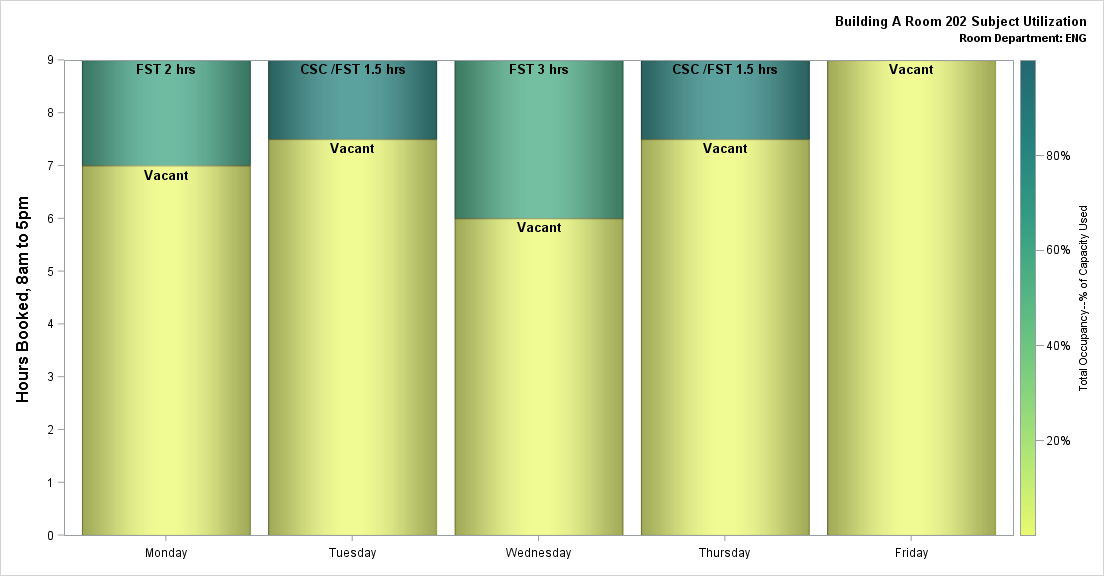 Building A Room 202 Subject Utilization
Room Department: ENG
Hours Booked, 8am to 5pm
9
8
7
6
5
4
3
2
1
0
FST 2 hrs
Vacant
CSC /FST 1.5 hrs
Vacant
FST 3 hrs
Vacant
CSC /FST 1.5 hrs
Vacant
Vacant
Monday
Tuesday
Wednesday
Thursday
Friday
80%
60%
40%
20%
Total Occupancy--% of Capacity Used